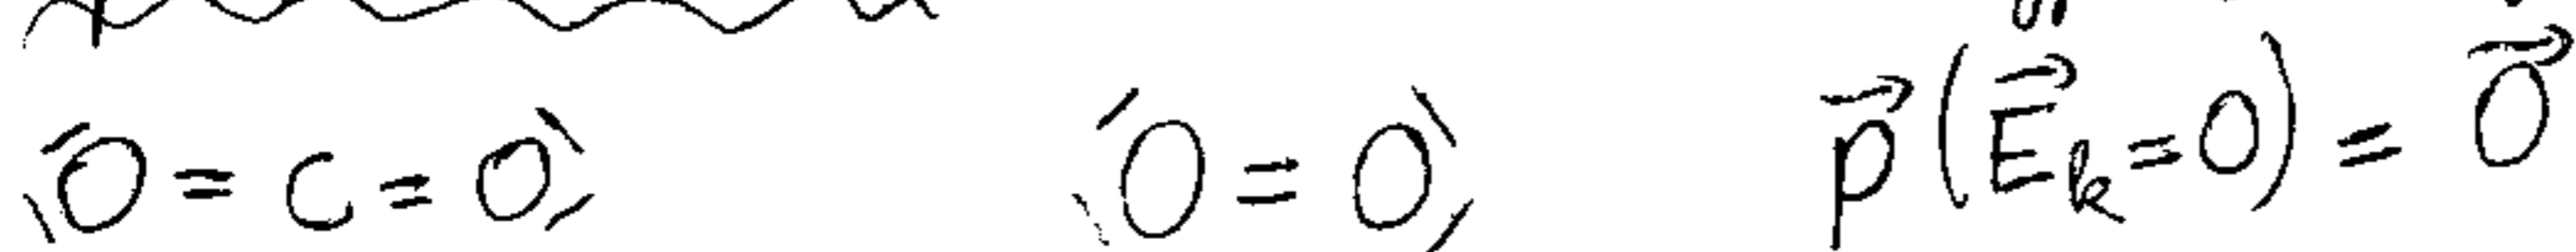 O = C = O   O = O   p⃗ (E⃗ₖ = 0) = 0⃗